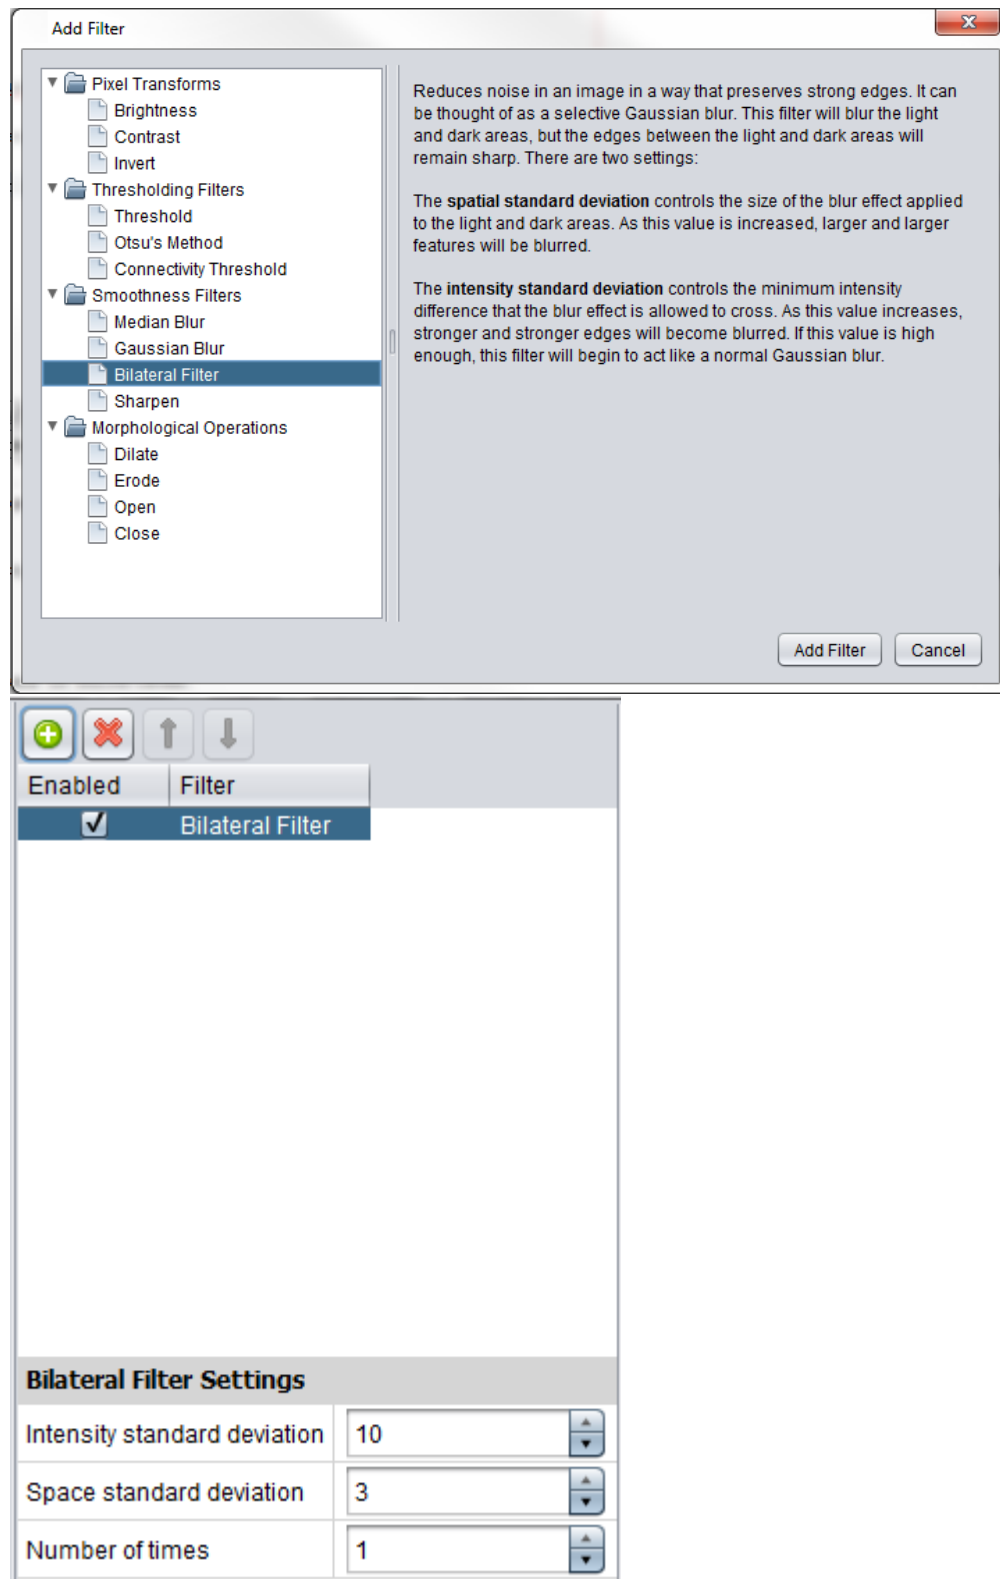 Add Filter
Pixel Transforms
Brightness
Contrast
Invert
Thresholding Filters
Threshold
Otsu's Method
Connectivity Threshold
Smoothness Filters
Median Blur
Gaussian Blur
Bilateral Filter
Sharpen
Morphological Operations
Dilate
Erode
Open
Close
Reduces noise in an image in a way that preserves strong edges. It can
be thought of as a selective Gaussian blur. This filter will blur the light
and dark areas, but the edges between the light and dark areas will
remain sharp. There are two settings:
The spatial standard deviation controls the size of the blur effect applied
to the light and dark areas. As this value is increased, larger and larger
features will be blurred.
The intensity standard deviation controls the minimum intensity
difference that the blur effect is allowed to cross. As this value increases,
stronger and stronger edges will become blurred. If this value is high
enough, this filter will begin to act like a normal Gaussian blur.
Add Filter Cancel
Enabled Filter
Bilateral Filter
Bilateral Filter Settings
Intensity standard deviation 10
Space standard deviation 3
Number of times 1